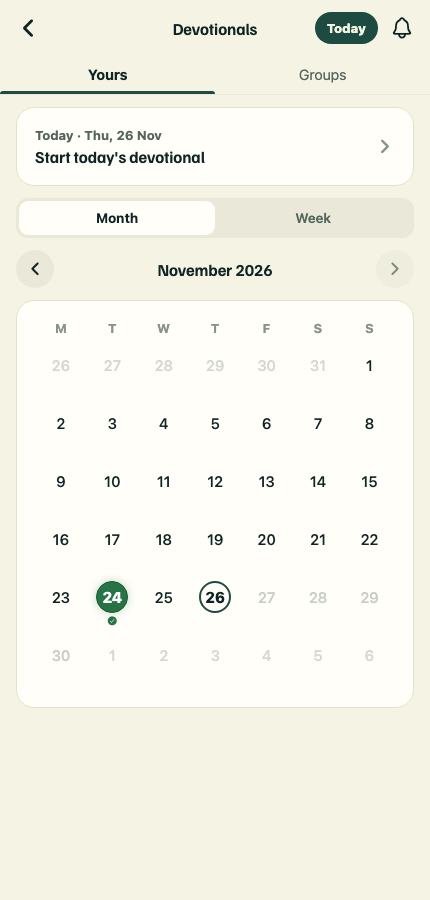 Devotionals
Today
Yours Groups
Today · Thu, 26 Nov
Start today's devotional
Month Week
November 2026
M T W T F S S
26 27 28 29 30 31 1
2 3 4 5 6 7 8
9 10 11 12 13 14 15
16 17 18 19 20 21 22
23 24 25 26 27 28 29
30 1 2 3 4 5 6